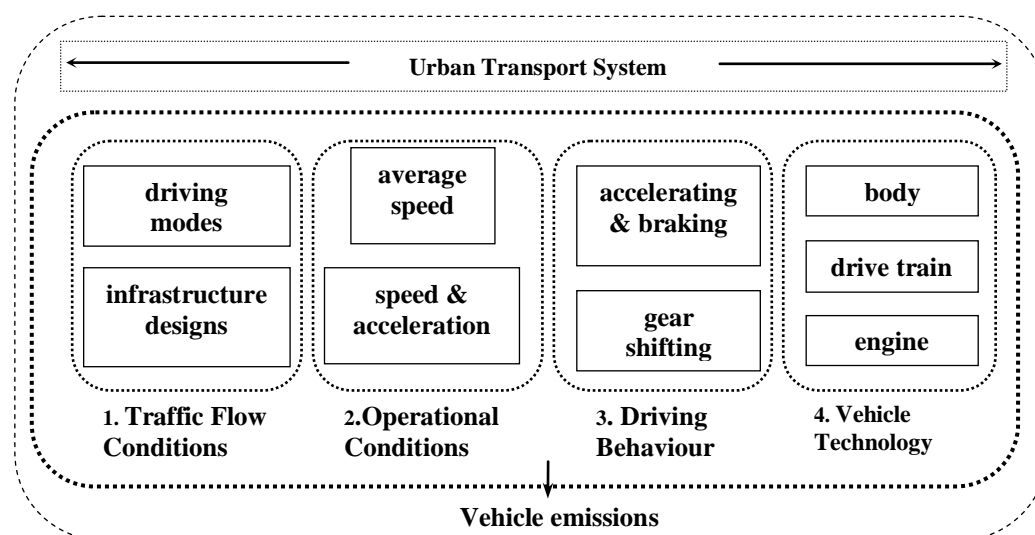 Urban Transport System
driving
modes
infrastructure
designs
average
speed
speed &
acceleration
accelerating
& braking
gear
shifting
body
drive train
engine
1. Traffic Flow
Conditions
2.Operational
Conditions
3. Driving
Behaviour
4. Vehicle
Technology
Vehicle emissions